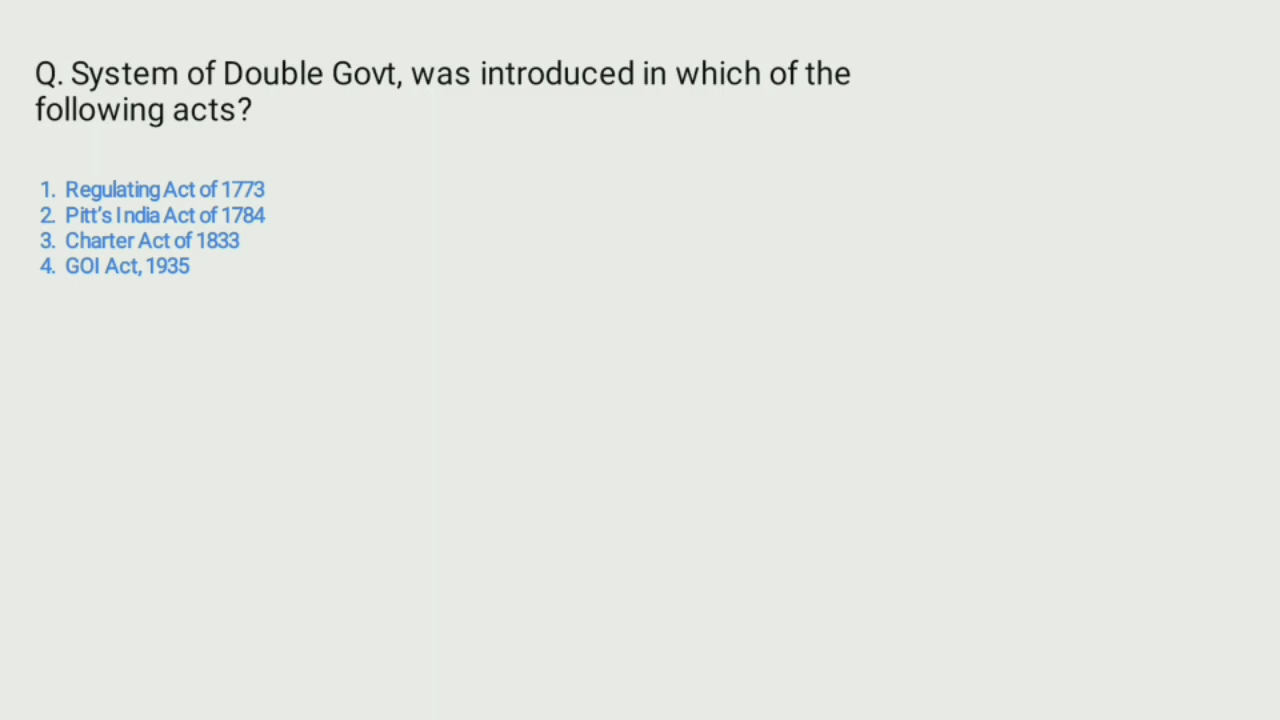 Q. System of Double Govt, was introduced in which of the
following acts?
1. Regulating Act of 1773
2. Pitt's India Act of 1784
3. Charter Act of 1833
4. GOI Act, 1935